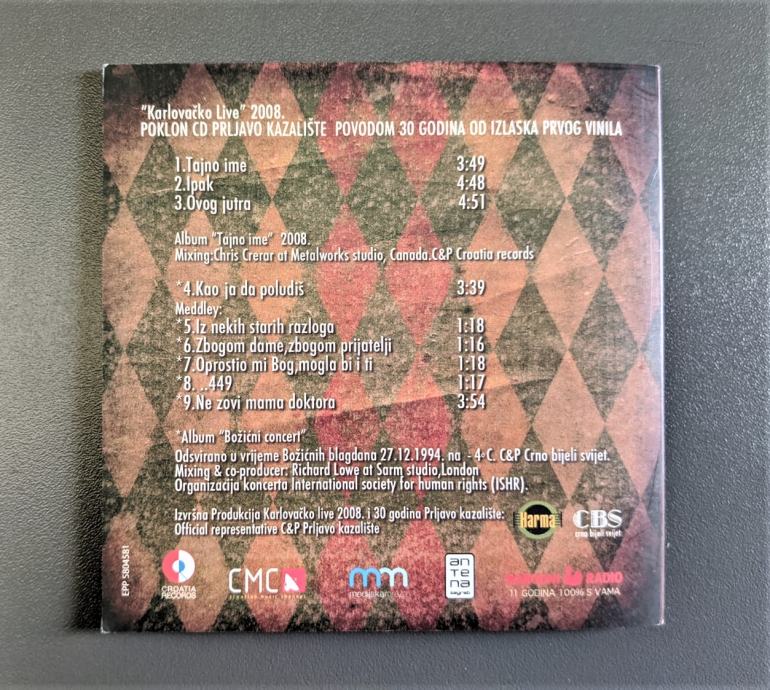 "Karlovačko Live" 2008.
POKLON CD PRLJAVO KAZALIŠTE POVODOM 30 GODINA OD IZLASKA PRVOG VINILA
1.Tajno ime 3:49
2.Ipak 4:48
3.Ovog jutra 4:51
Album "Tajno ime" 2008.
Mixing:Chris Crerar at Metalworks studio, Canada.C&P Croatia records
*4.Kao ja da poludiš 3:39
Meddley:
*5.Iz nekih starih razloga 1:18
*6.Zbogom dame,zbogom prijatelji 1:16
*7.Oprostio mi Bog,mogla bi i ti 1:18
*8. ..449 1:17
*9.Ne zovi mama doktora 3:54
*Album "Božićni concert"
Odsvirano u vrijeme Božićnih blagdana 27.12.1994. na -4°C. C&P Crno bijeli svijet.
Mixing & co-producer: Richard Lowe at Sarm studio,London
Organizacija koncerta International society for human rights (ISHR).
Izvršna Produkcija Karlovačko live 2008. i 30 godina Prljavo kazalište:
Official representative C&P Prljavo kazalište
Harma
CBS
crno bijeli svijet
EPP 5804581
CROATIA
RECORDS
CMC
croatian music channel
mm
medijska
an
te
na
zagreb
RADIO
11 GODINA 100% S VAMA